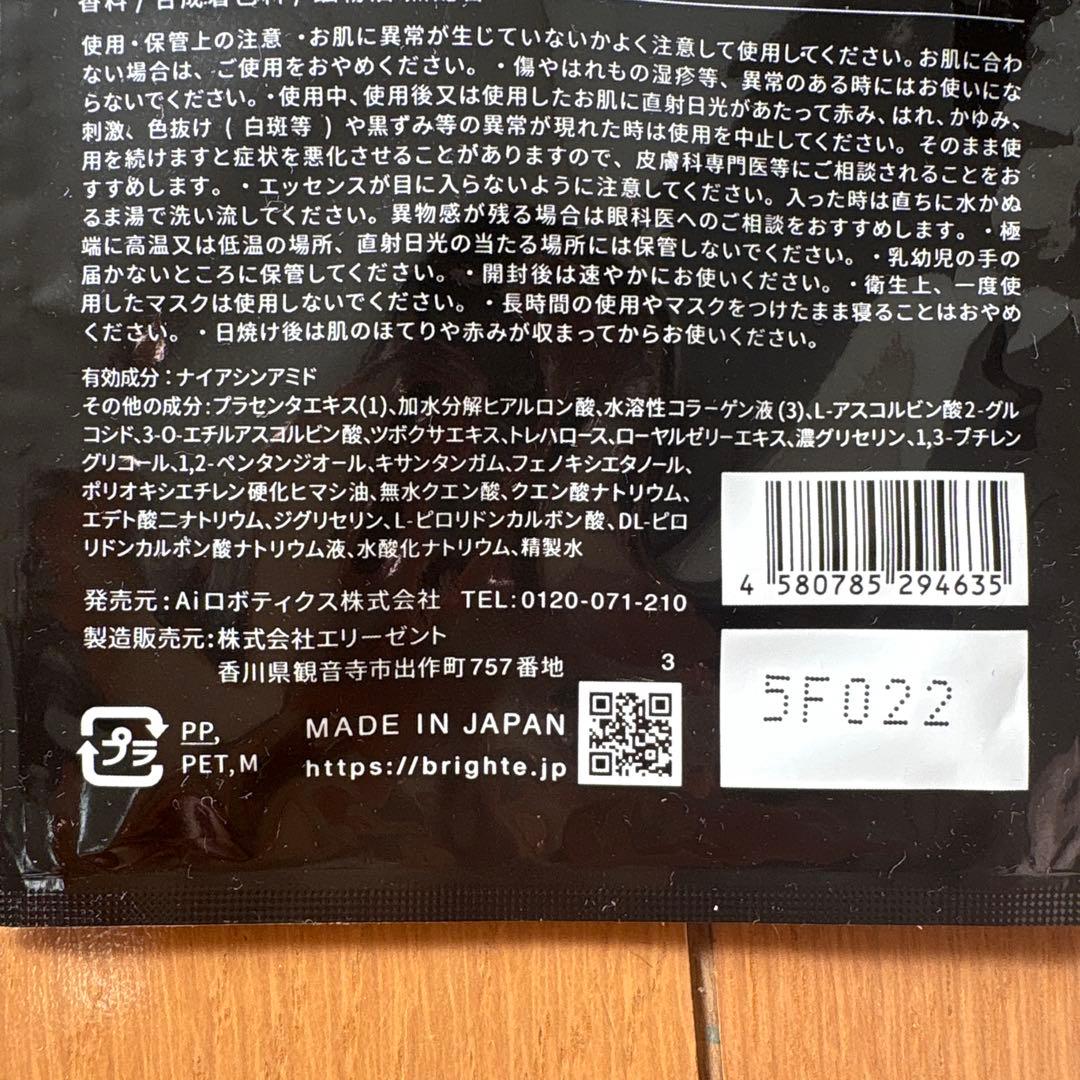 使用・保管上の注意 ・お肌に異常が生じていないかよく注意して使用してください。お肌に合わ
ない場合は、ご使用をおやめください。 ・傷やはれもの湿疹等、異常のある時にはお使いにな
らないでください。・使用中、使用後又は使用したお肌に直射日光があたって赤み、はれ、かゆみ、
刺激、色抜け ( 白斑等 ) や黒ずみ等の異常が現れた時は使用を中止してください。そのまま使
用を続けますと症状を悪化させることがありますので、皮膚科専門医等にご相談されることをお
すすめします。 ・エッセンスが目に入らないように注意してください。入った時は直ちに水かぬ
るま湯で洗い流してください。異物感が残る場合は眼科医へのご相談をおすすめします。 ・極
端に高温又は低温の場所、直射日光の当たる場所には保管しないでください。 ・乳幼児の手の
届かないところに保管してください。 ・開封後は速やかにお使いください。 ・衛生上、一度使
用したマスクは使用しないでください。 ・長時間の使用やマスクをつけたまま寝ることはおやめ
ください。 ・日焼け後は肌のほてりや赤みが収まってからお使いください。
有効成分：ナイアシンアミド
その他の成分：プラセンタエキス(1)、加水分解ヒアルロン酸、水溶性コラーゲン液 (3)、L-アスコルビン酸2-グル
コシド、3-O-エチルアスコルビン酸、ツボクサエキス、トレハロース、ローヤルゼリーエキス、濃グリセリン、1,3-ブチレン
グリコール、1,2-ペンタンジオール、キサンタンガム、フェノキシエタノール、
ポリオキシエチレン硬化ヒマシ油、無水クエン酸、クエン酸ナトリウム、
エデト酸二ナトリウム、ジグリセリン、L-ピロリドンカルボン酸、DL-ピロ
リドンカルボン酸ナトリウム液、水酸化ナトリウム、精製水
4 580785 294635
発売元：Aiロボティクス株式会社 TEL：0120-071-210
製造販売元：株式会社エリーゼント
香川県観音寺市出作町757番地
3
5F022
プラ
PP,
PET,M
MADE IN JAPAN
https://brighte.jp